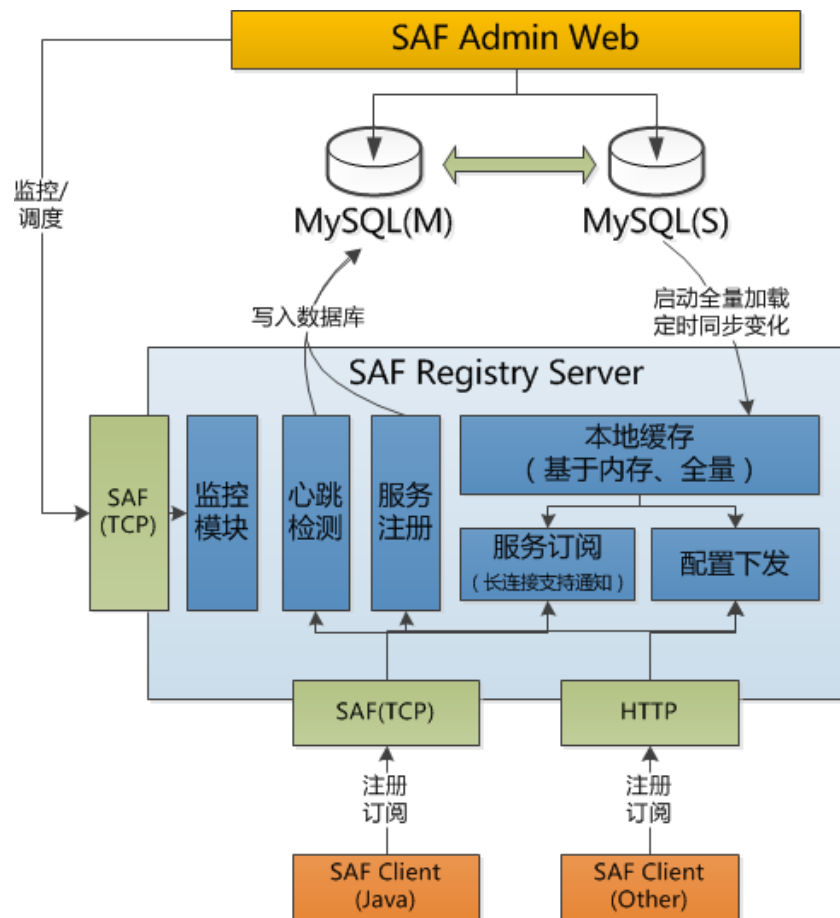 SAF Admin Web
监控/
调度
MySQL(M)
MySQL(S)
写入数据库
启动全量加载
定时同步变化
SAF Registry Server
SAF
(TCP)
监控
模块
心跳
检测
服务
注册
本地缓存
（基于内存、全量）
服务订阅
（长连接支持通知）
配置下发
SAF(TCP)
HTTP
注册
订阅
注册
订阅
SAF Client
(Java)
SAF Client
(Other)